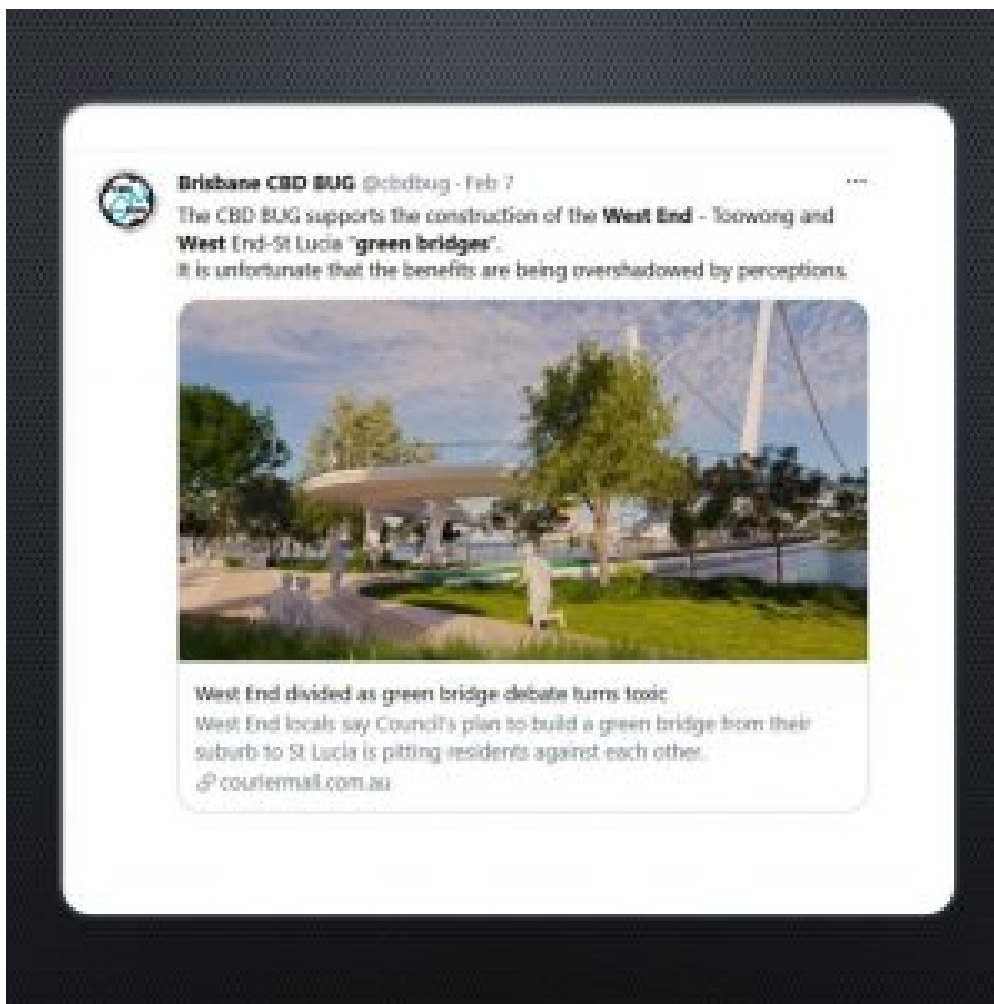 Brisbane CBD BUG @cbdbug · Feb 7
The CBD BUG supports the construction of the West End - Toowong and
West End-St Lucia "green bridges".
It is unfortunate that the benefits are being overshadowed by perceptions.
West End divided as green bridge debate turns toxic
West End locals say Council's plan to build a green bridge from their
suburb to St Lucia is pitting residents against each other.
couriermail.com.au